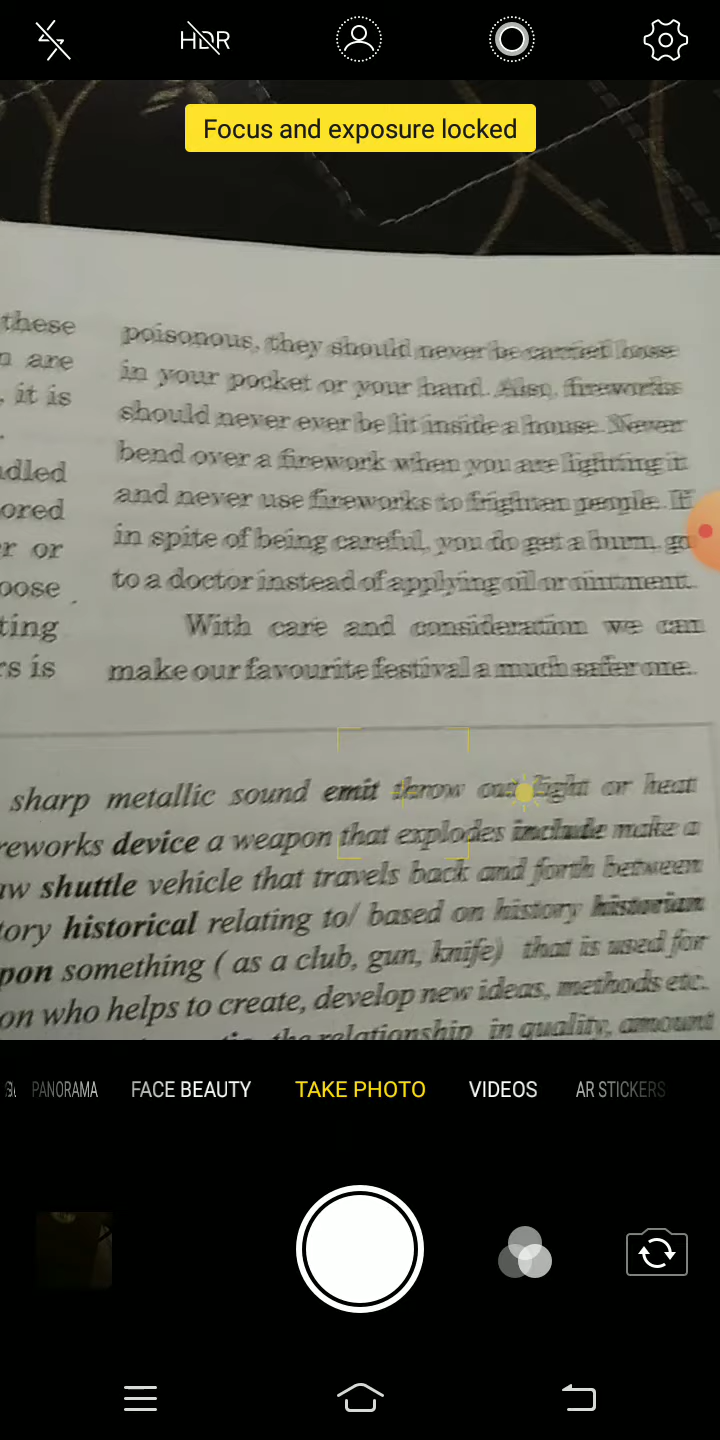 HDR
Focus and exposure locked
these
are
it is
dled
ored
r or
oose
ting
rs is
poisonous, they should never be carried loose
in your pocket or your hand. Also, fireworks
should never ever be lit inside a house. Never
bend over a firework when you are lighting it
and never use fireworks to frighten people. If
in spite of being careful, you do get a burn, go
to a doctor instead of applying oil or ointment.
With care and consideration we can
make our favourite festival a much safer one.
sharp metallic sound emit throw out light or heat
reworks device a weapon that explodes include make a
aw shuttle vehicle that travels back and forth between
tory historical relating to/ based on history historian
pon something ( as a club, gun, knife) that is used for
on who helps to create, develop new ideas, methods etc.
the relationship in quality, amount
PANORAMA FACE BEAUTY TAKE PHOTO VIDEOS AR STICKERS